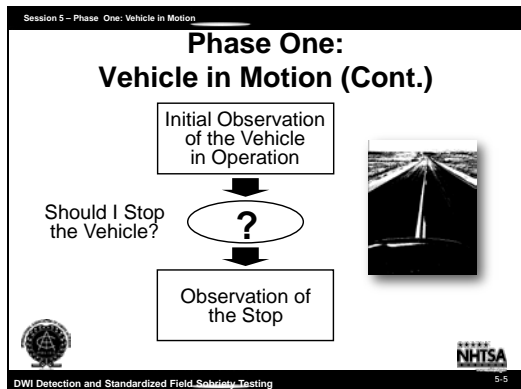 Session 5 – Phase One: Vehicle in Motion
Phase One:
Vehicle in Motion (Cont.)
Initial Observation
of the Vehicle
in Operation
Should I Stop
the Vehicle?
?
Observation of
the Stop
NHTSA
DWI Detection and Standardized Field Sobriety Testing
5-5